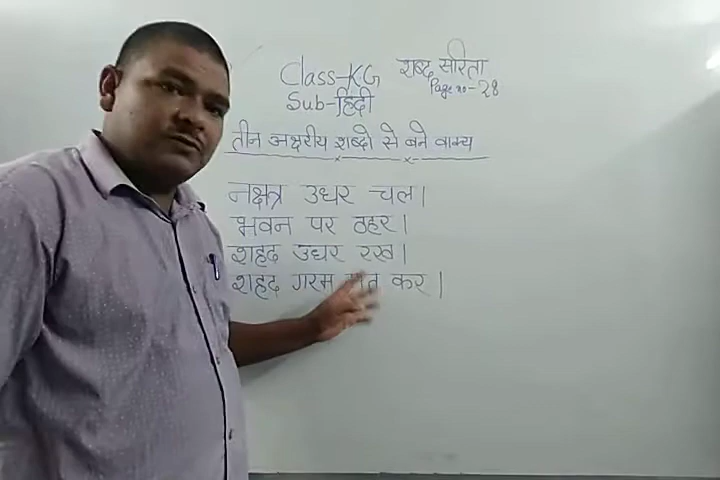 Class-KG शब्द सरिता
Sub-हिंदी Page no-28
तीन अक्षरीय शब्दो से बने वाक्य
नक्षत्र उधर चल।
भवन पर ठहर।
शहद उधर रख।
शहद गरम मत कर।